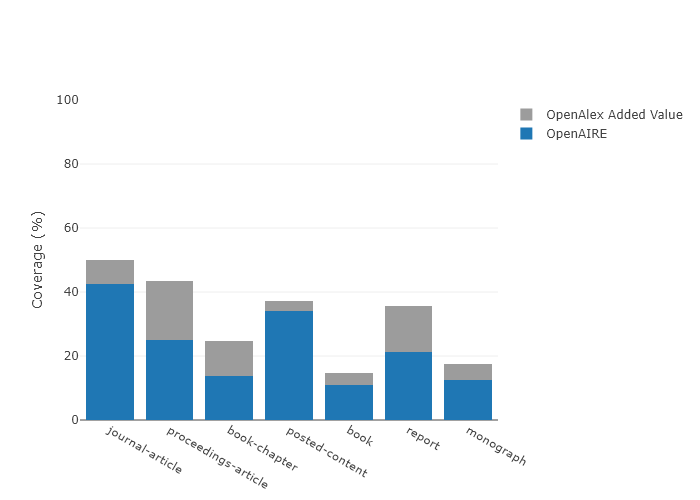 100
80
60
40
20
0
Coverage (%)
OpenAlex Added Value
OpenAIRE
journal-article
proceedings-article
book-chapter
posted-content
book
report
monograph